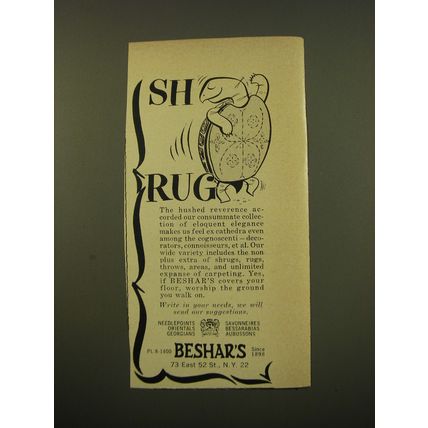 SH
RUG
The hushed reverence ac-
corded our consummate collec-
tion of eloquent elegance
makes us feel ex cathedra even
among the cognoscenti — deco-
rators, connoisseurs, et al. Our
wide variety includes the non
plus extra of shrugs, rugs,
throws, areas, and unlimited
expanse of carpeting. Yes,
if BESHAR'S covers your
floor, worship the ground
you walk on.
Write in your needs, we will
send our suggestions.
NEEDLEPOINTS SAVONNEIRES
ORIENTALS BESSARABIAS
GEORGIANS AUBUSSONS
PL 8-1400 BESHAR'S Since 1898
73 East 52 St., N.Y. 22